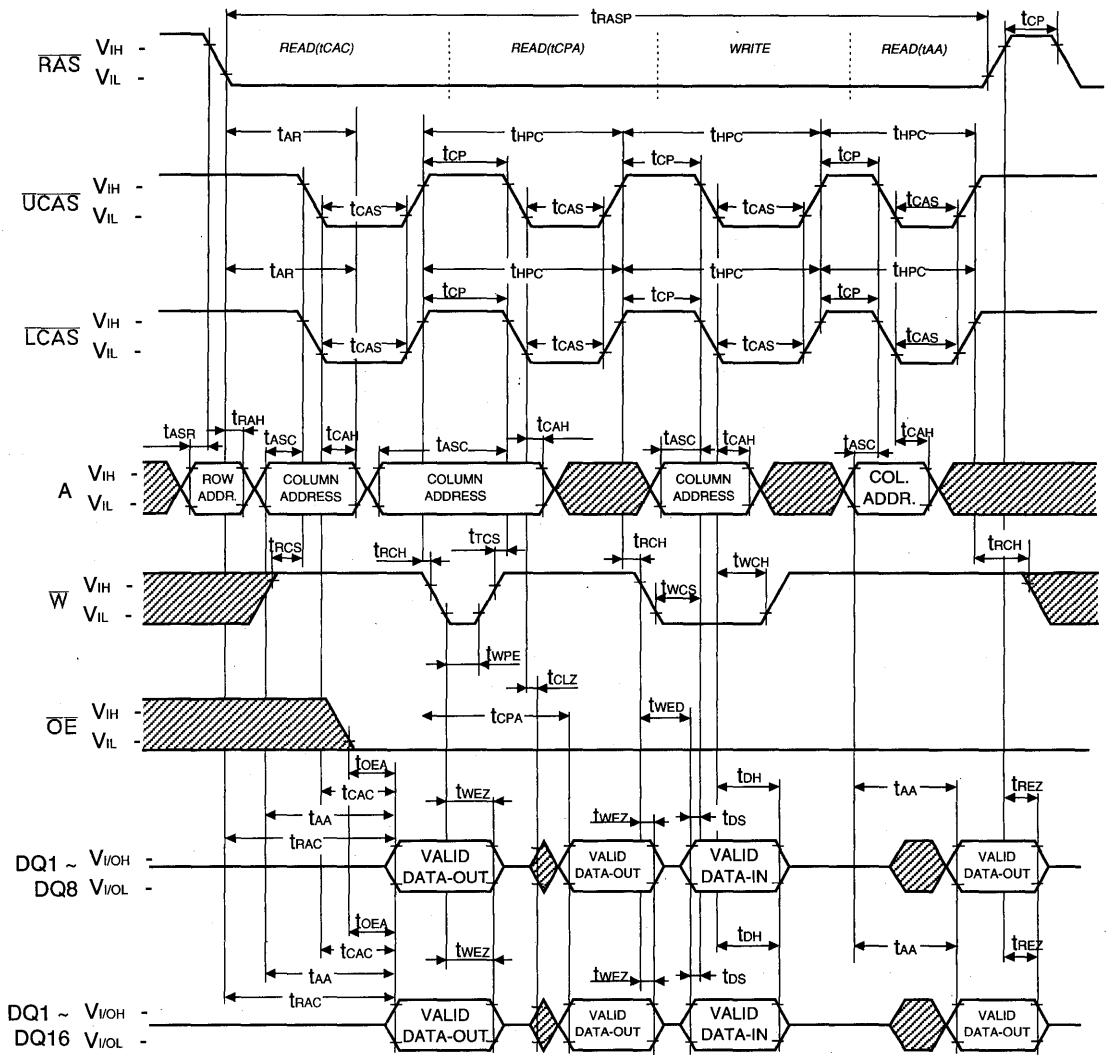 tRASP
tCP
RAS VIH -
VIL -
READ(tCAC) READ(tCPA) WRITE READ(tAA)
tAR tHPC tHPC tHPC
tCP tCP tCP
UCAS VIH -
VIL -
tCAS tCAS tCAS tCAS
tAR tHPC tHPC tHPC
tCP tCP tCP
LCAS VIH -
VIL -
tCAS tCAS tCAS tCAS
tASR tRAH tASC tCAH tASC tCAH tASC tCAH tASC tCAH
A VIH -
VIL -
ROW ADDR.
COLUMN ADDRESS
COLUMN ADDRESS
COLUMN ADDRESS
COL. ADDR.
tRCS tRCH tTCS tRCH tWCH tRCH
W VIH -
VIL -
tWCS
tWPE
tCLZ
OE VIH -
VIL -
tCPA tWED
tOEA
tCAC tWEZ tDH tREZ
tAA tWEZ tDS tAA
tRAC
DQ1 ~ VI/OH -
DQ8 VI/OL -
VALID DATA-OUT
VALID DATA-OUT
VALID DATA-IN
VALID DATA-OUT
tOEA
tCAC tWEZ tDH tREZ
tAA tWEZ tDS tAA
tRAC
DQ1 ~ VI/OH -
DQ16 VI/OL -
VALID DATA-OUT
VALID DATA-OUT
VALID DATA-IN
VALID DATA-OUT